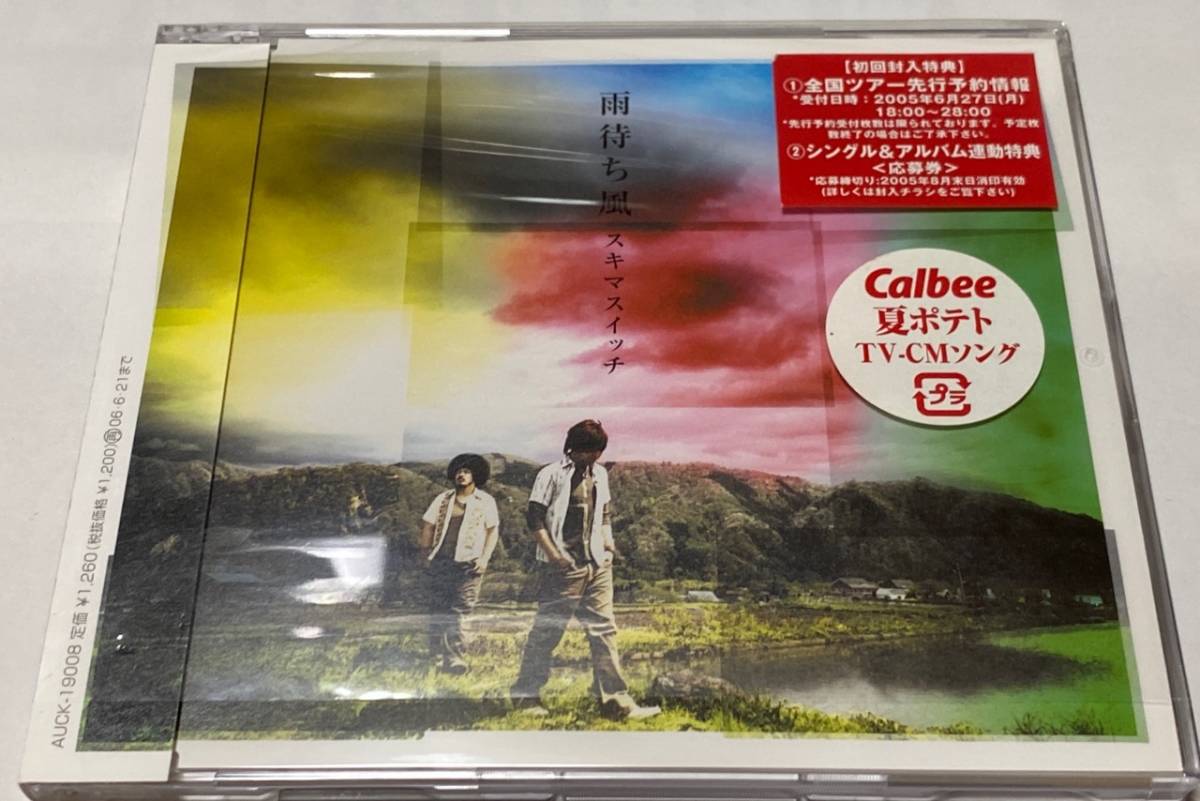 雨待ち風
スキマスイッチ
【初回封入特典】
①全国ツアー先行予約情報
*受付日時：2005年6月27日(月)
18:00～28:00
*先行予約受付枚数は限られております。予定枚
数終了の場合はご了承下さい。
②シングル&アルバム連動特典
＜応募券＞
*応募締切り:2005年8月末日消印有効
(詳しくは封入チラシをご覧下さい)
Calbee
夏ポテト
TV-CMソング
プラ
AUCK-19008 定価 ¥1,260(税抜価格 ¥1,200)㊢06·6·21まで